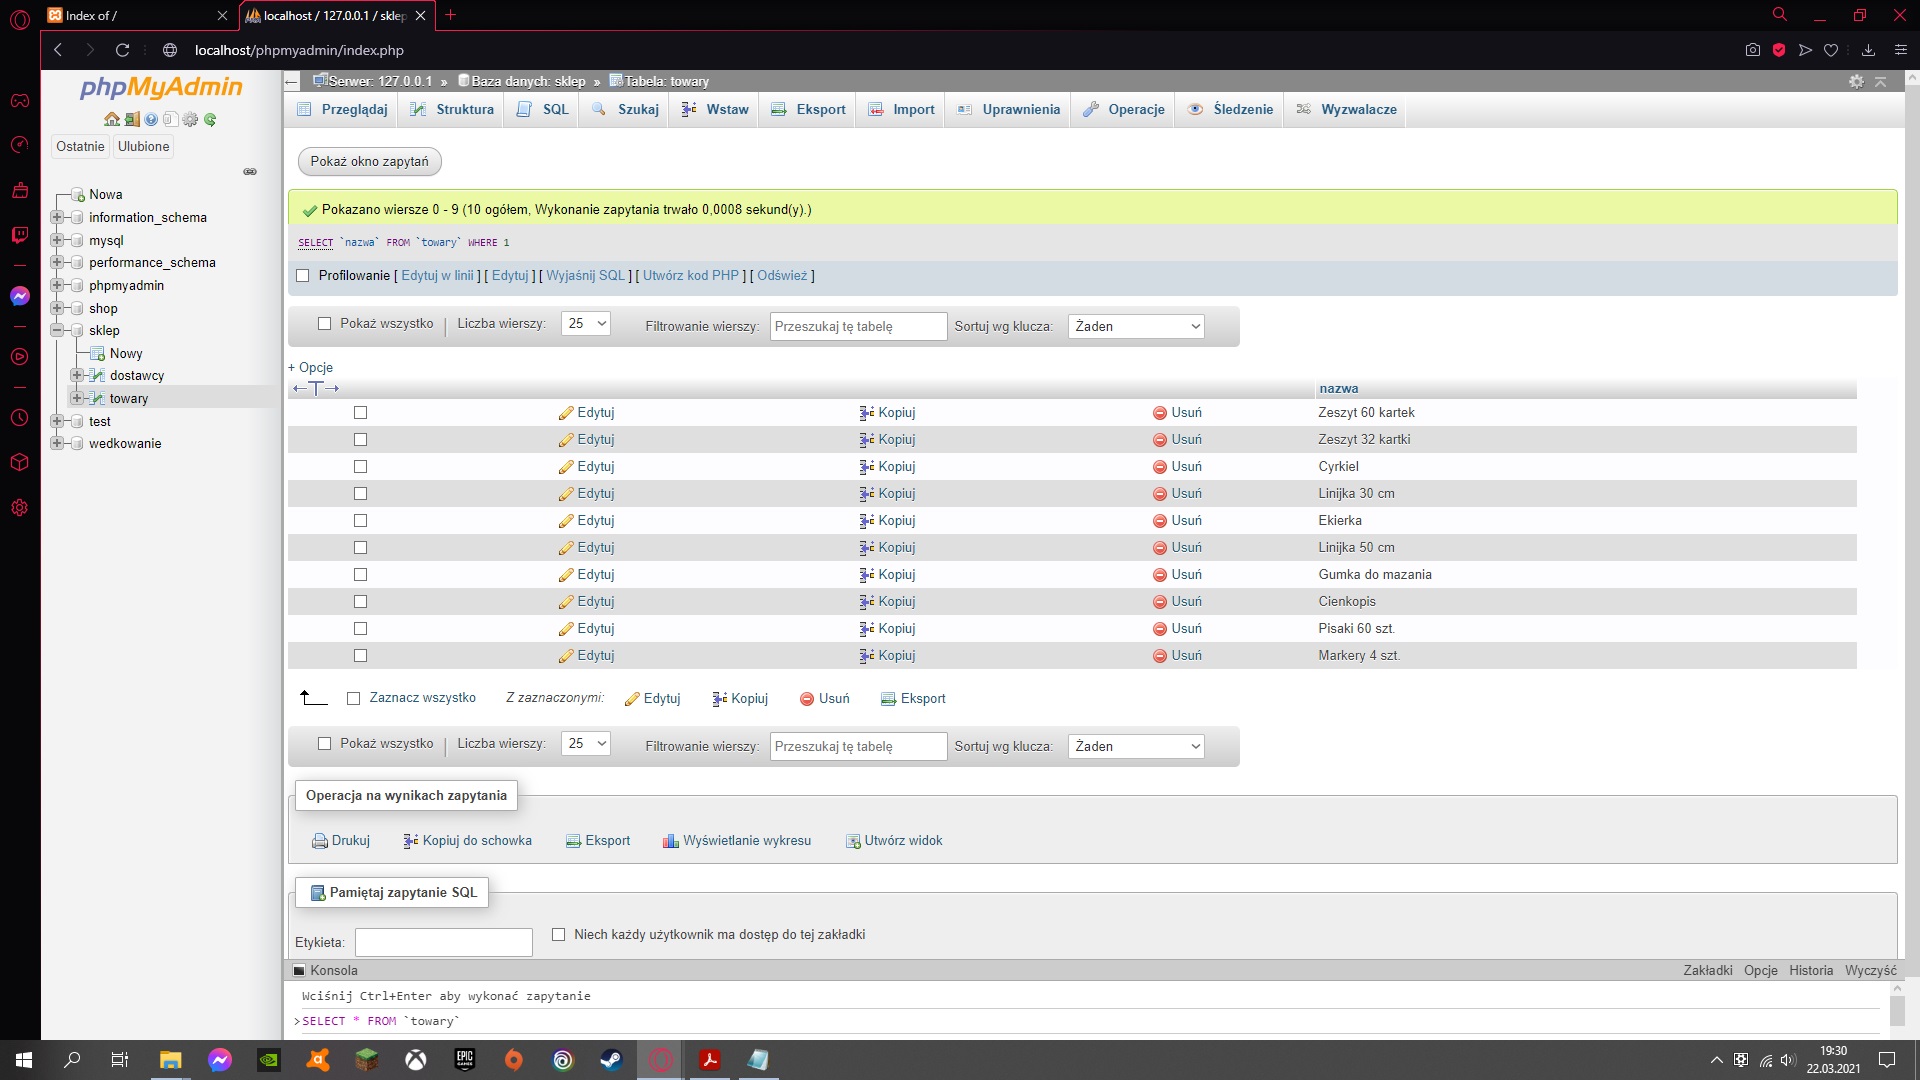 Index of /
localhost / 127.0.0.1 / sklep
localhost/phpmyadmin/index.php
phpMyAdmin
Ostatnie Ulubione
Nowa
information_schema
mysql
performance_schema
phpmyadmin
shop
sklep
Nowy
dostawcy
towary
test
wedkowanie
Serwer: 127.0.0.1 » Baza danych: sklep » Tabela: towary
Przeglądaj Struktura SQL Szukaj Wstaw Eksport Import Uprawnienia Operacje Śledzenie Wyzwalacze
Pokaż okno zapytań
Pokazano wiersze 0 - 9 (10 ogółem, Wykonanie zapytania trwało 0,0008 sekund(y).)
SELECT `nazwa` FROM `towary` WHERE 1
Profilowanie [ Edytuj w linii ] [ Edytuj ] [ Wyjaśnij SQL ] [ Utwórz kod PHP ] [ Odśwież ]
Pokaż wszystko | Liczba wierszy: 25 Filtrowanie wierszy: Przeszukaj tę tabelę Sortuj wg klucza: Żaden
+ Opcje
←T→ nazwa
Edytuj Kopiuj Usuń Zeszyt 60 kartek
Edytuj Kopiuj Usuń Zeszyt 32 kartki
Edytuj Kopiuj Usuń Cyrkiel
Edytuj Kopiuj Usuń Linijka 30 cm
Edytuj Kopiuj Usuń Ekierka
Edytuj Kopiuj Usuń Linijka 50 cm
Edytuj Kopiuj Usuń Gumka do mazania
Edytuj Kopiuj Usuń Cienkopis
Edytuj Kopiuj Usuń Pisaki 60 szt.
Edytuj Kopiuj Usuń Markery 4 szt.
Zaznacz wszystko Z zaznaczonymi: Edytuj Kopiuj Usuń Eksport
Pokaż wszystko | Liczba wierszy: 25 Filtrowanie wierszy: Przeszukaj tę tabelę Sortuj wg klucza: Żaden
Operacja na wynikach zapytania
Drukuj Kopiuj do schowka Eksport Wyświetlanie wykresu Utwórz widok
Pamiętaj zapytanie SQL
Etykieta: Niech każdy użytkownik ma dostęp do tej zakładki
Konsola Zakładki Opcje Historia Wyczyść
Wciśnij Ctrl+Enter aby wykonać zapytanie
>SELECT * FROM `towary`
EPIC GAMES
19:30
22.03.2021